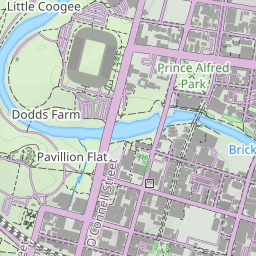 Little Coogee
Prince Alfred
Park
Dodds Farm
Pavillion Flat
Brick
O'Connell Street